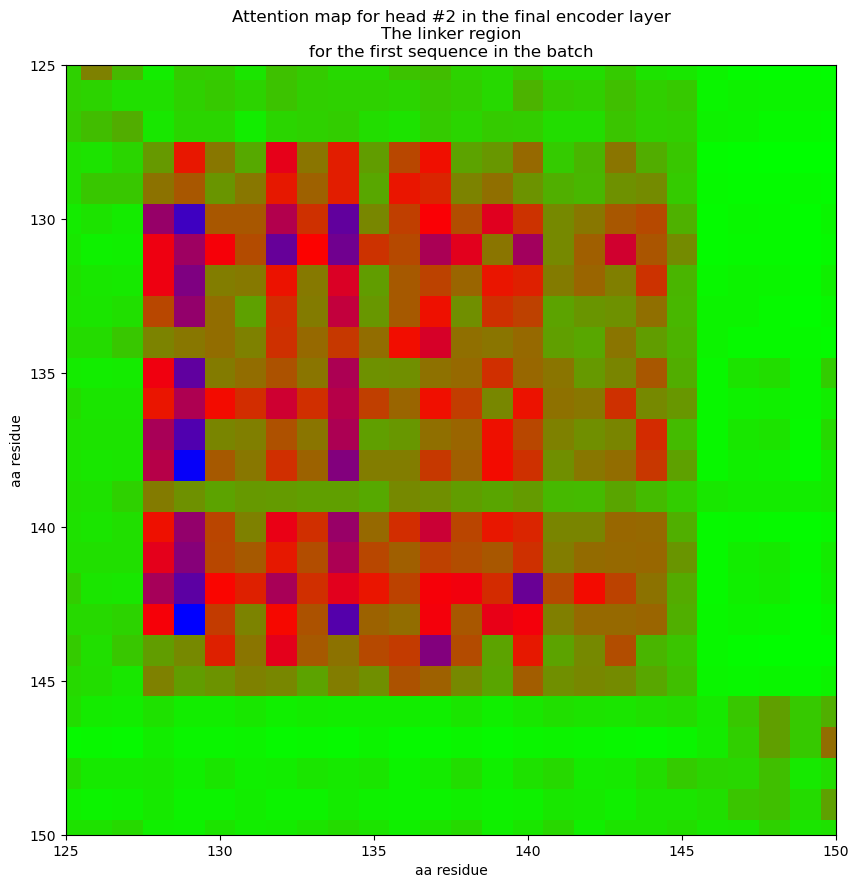 Attention map for head #2 in the final encoder layer
The linker region
for the first sequence in the batch
125
130
135
140
145
150
aa residue
125
130
135
140
145
150
aa residue